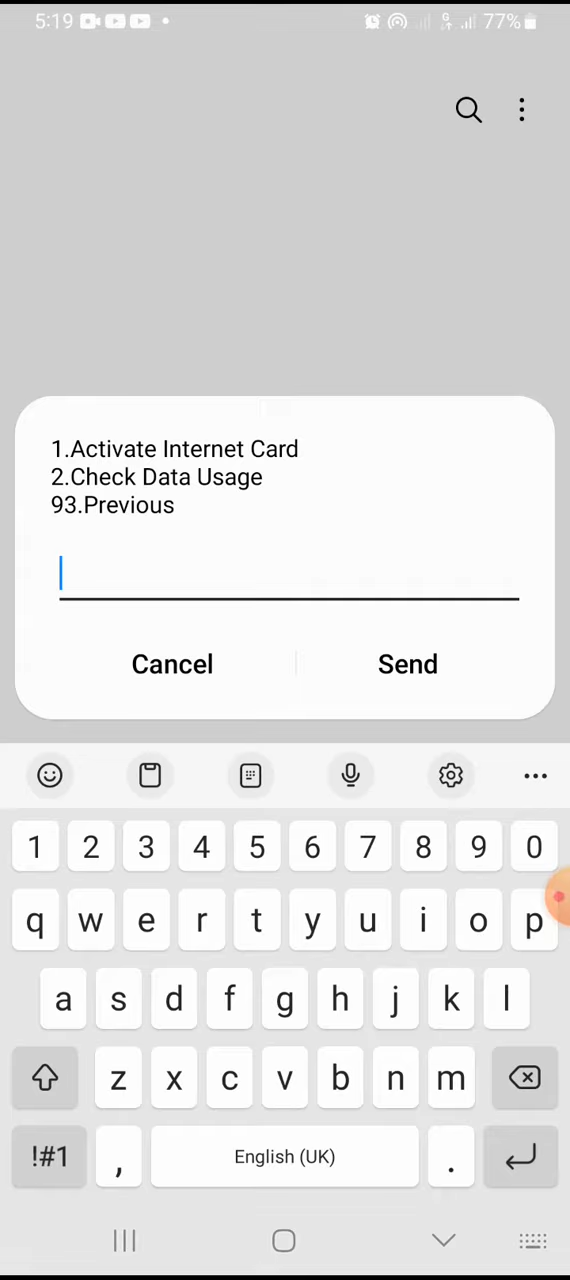 5:19
G
77%
1.Activate Internet Card
2.Check Data Usage
93.Previous
Cancel
Send
1 2 3 4 5 6 7 8 9 0
q w e r t y u i o p
a s d f g h j k l
z x c v b n m
!#1 , English (UK) .